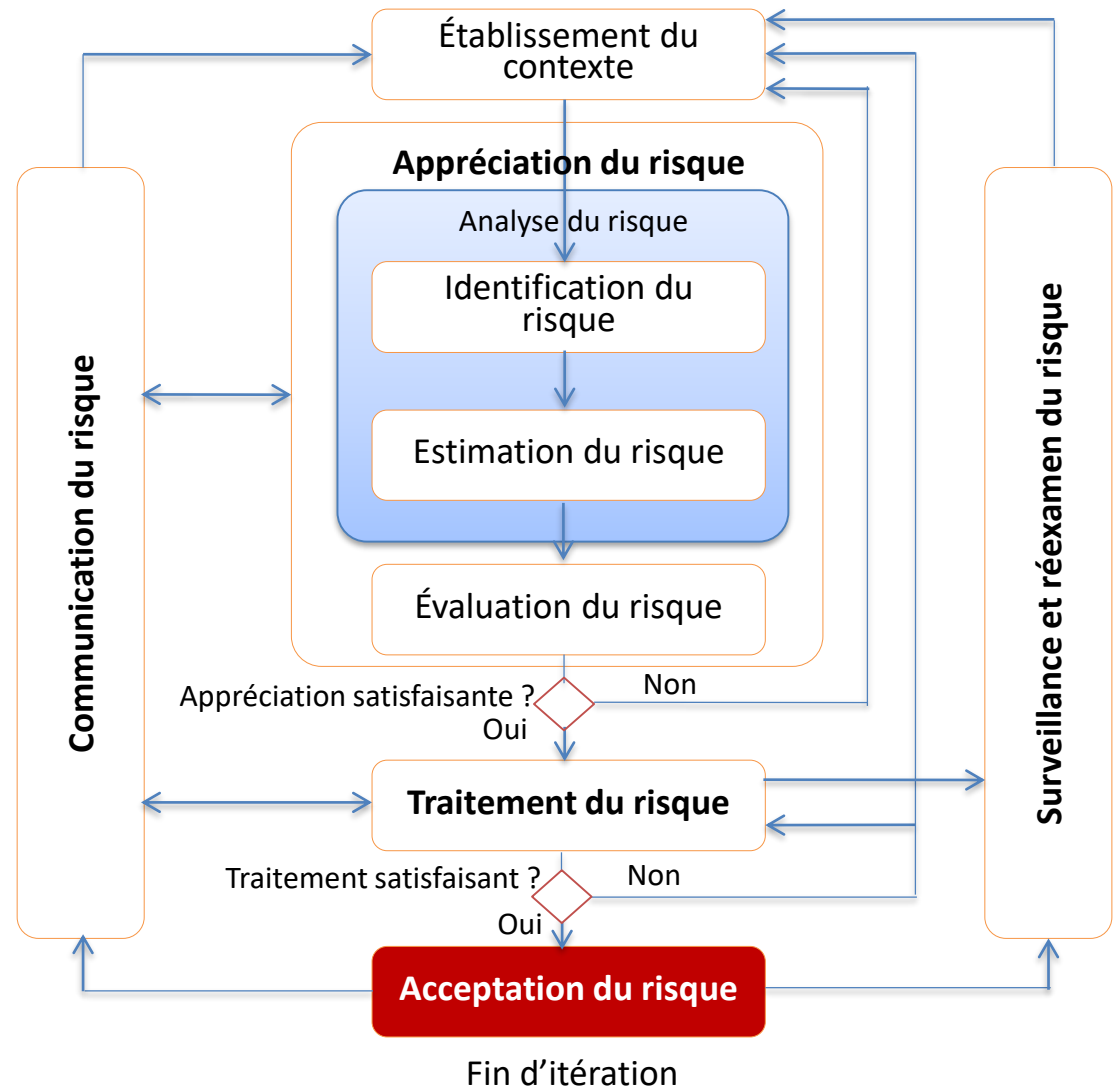 Établissement du
contexte
Appréciation du risque
Analyse du risque
Identification du
risque
Estimation du risque
Évaluation du risque
Appréciation satisfaisante ?
Non
Oui
Traitement du risque
Traitement satisfaisant ?
Non
Oui
Acceptation du risque
Fin d’itération
Communication du risque
Surveillance et réexamen du risque